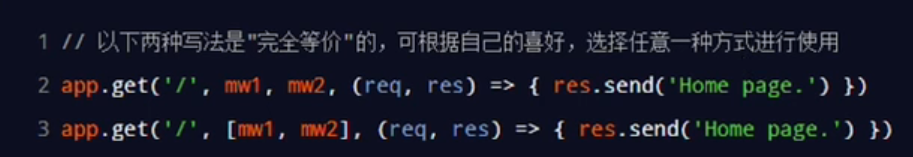 1 // 以下两种写法是"完全等价"的，可根据自己的喜好，选择任意一种方式进行使用
2 app.get('/', mw1, mw2, (req, res) => { res.send('Home page.') })
3 app.get('/', [mw1, mw2], (req, res) => { res.send('Home page.') })